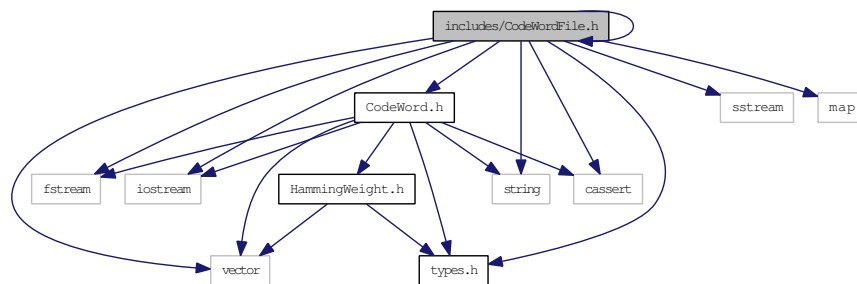 includes/CodeWordFile.h
CodeWord.h
sstream
map
fstream
iostream
HammingWeight.h
string
cassert
vector
types.h